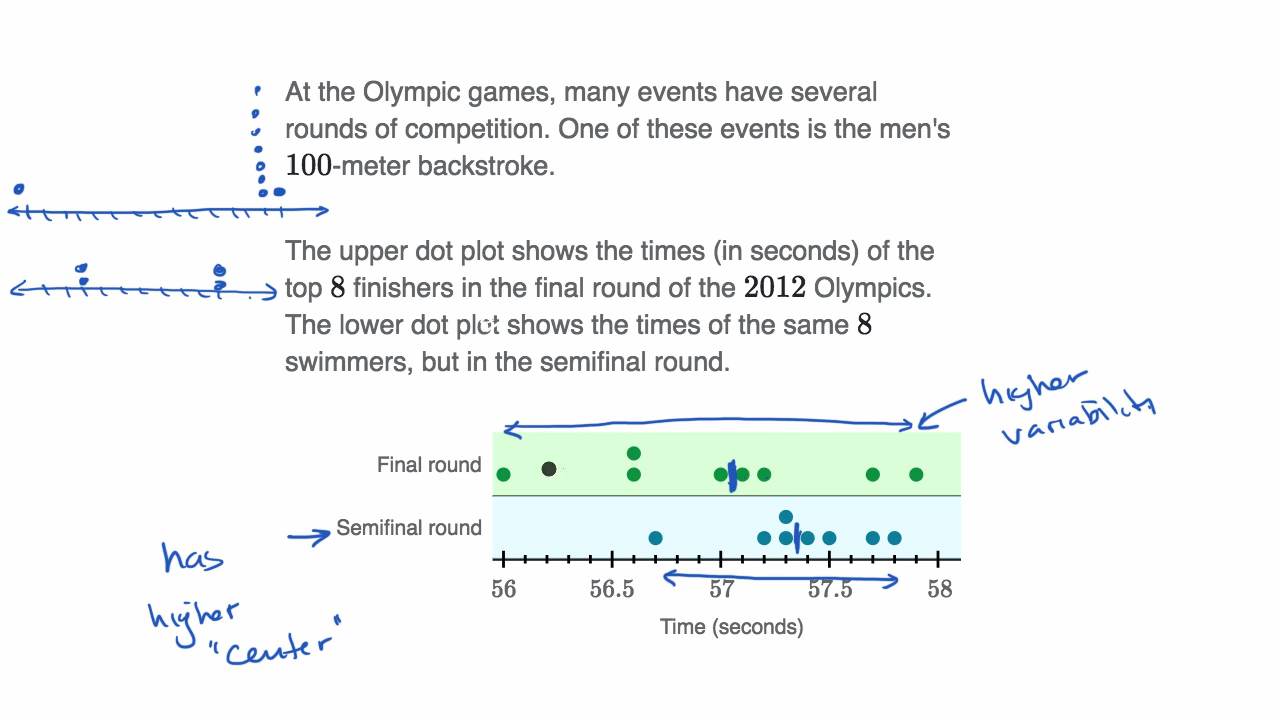 At the Olympic games, many events have several
rounds of competition. One of these events is the men's
100-meter backstroke.
The upper dot plot shows the times (in seconds) of the
top 8 finishers in the final round of the 2012 Olympics.
The lower dot plot shows the times of the same 8
swimmers, but in the semifinal round.
higher
variability
Final round
Semifinal round
has
higher
"center"
56 56.5 57 57.5 58
Time (seconds)